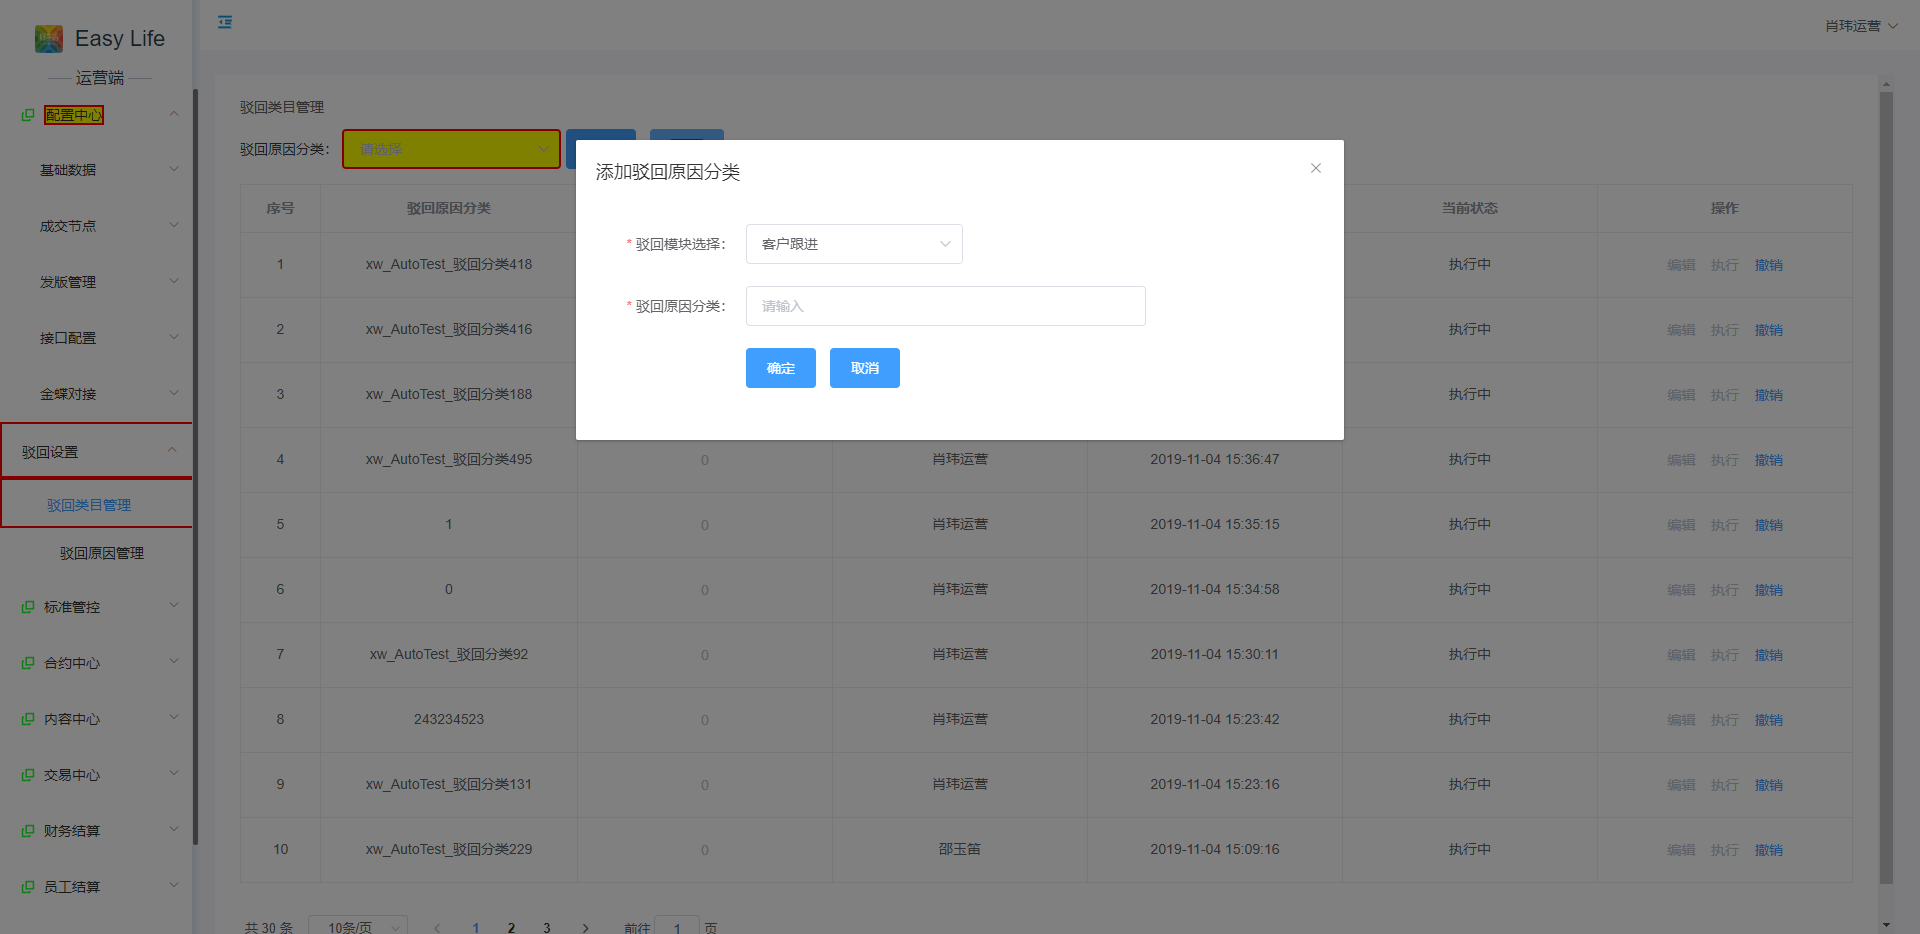 Easy Life
运营端
配置中心
基础数据
成交节点
发版管理
接口配置
金蝶对接
驳回设置
驳回类目管理
驳回原因管理
标准管控
合约中心
内容中心
交易中心
财务结算
员工结算
肖玮运营
驳回类目管理
驳回原因分类： 请选择
添加驳回原因分类
* 驳回模块选择： 客户跟进
* 驳回原因分类： 请输入
确定 取消
序号 驳回原因分类 当前状态 操作
1 xw_AutoTest_驳回分类418 执行中 编辑 执行 撤销
2 xw_AutoTest_驳回分类416 执行中 编辑 执行 撤销
3 xw_AutoTest_驳回分类188 执行中 编辑 执行 撤销
4 xw_AutoTest_驳回分类495 0 肖玮运营 2019-11-04 15:36:47 执行中 编辑 执行 撤销
5 1 0 肖玮运营 2019-11-04 15:35:15 执行中 编辑 执行 撤销
6 0 0 肖玮运营 2019-11-04 15:34:58 执行中 编辑 执行 撤销
7 xw_AutoTest_驳回分类92 0 肖玮运营 2019-11-04 15:30:11 执行中 编辑 执行 撤销
8 243234523 0 肖玮运营 2019-11-04 15:23:42 执行中 编辑 执行 撤销
9 xw_AutoTest_驳回分类131 0 肖玮运营 2019-11-04 15:23:16 执行中 编辑 执行 撤销
10 xw_AutoTest_驳回分类229 0 邵玉笛 2019-11-04 15:09:16 执行中 编辑 执行 撤销
共 30 条 10条/页 1 2 3 前往 1 页